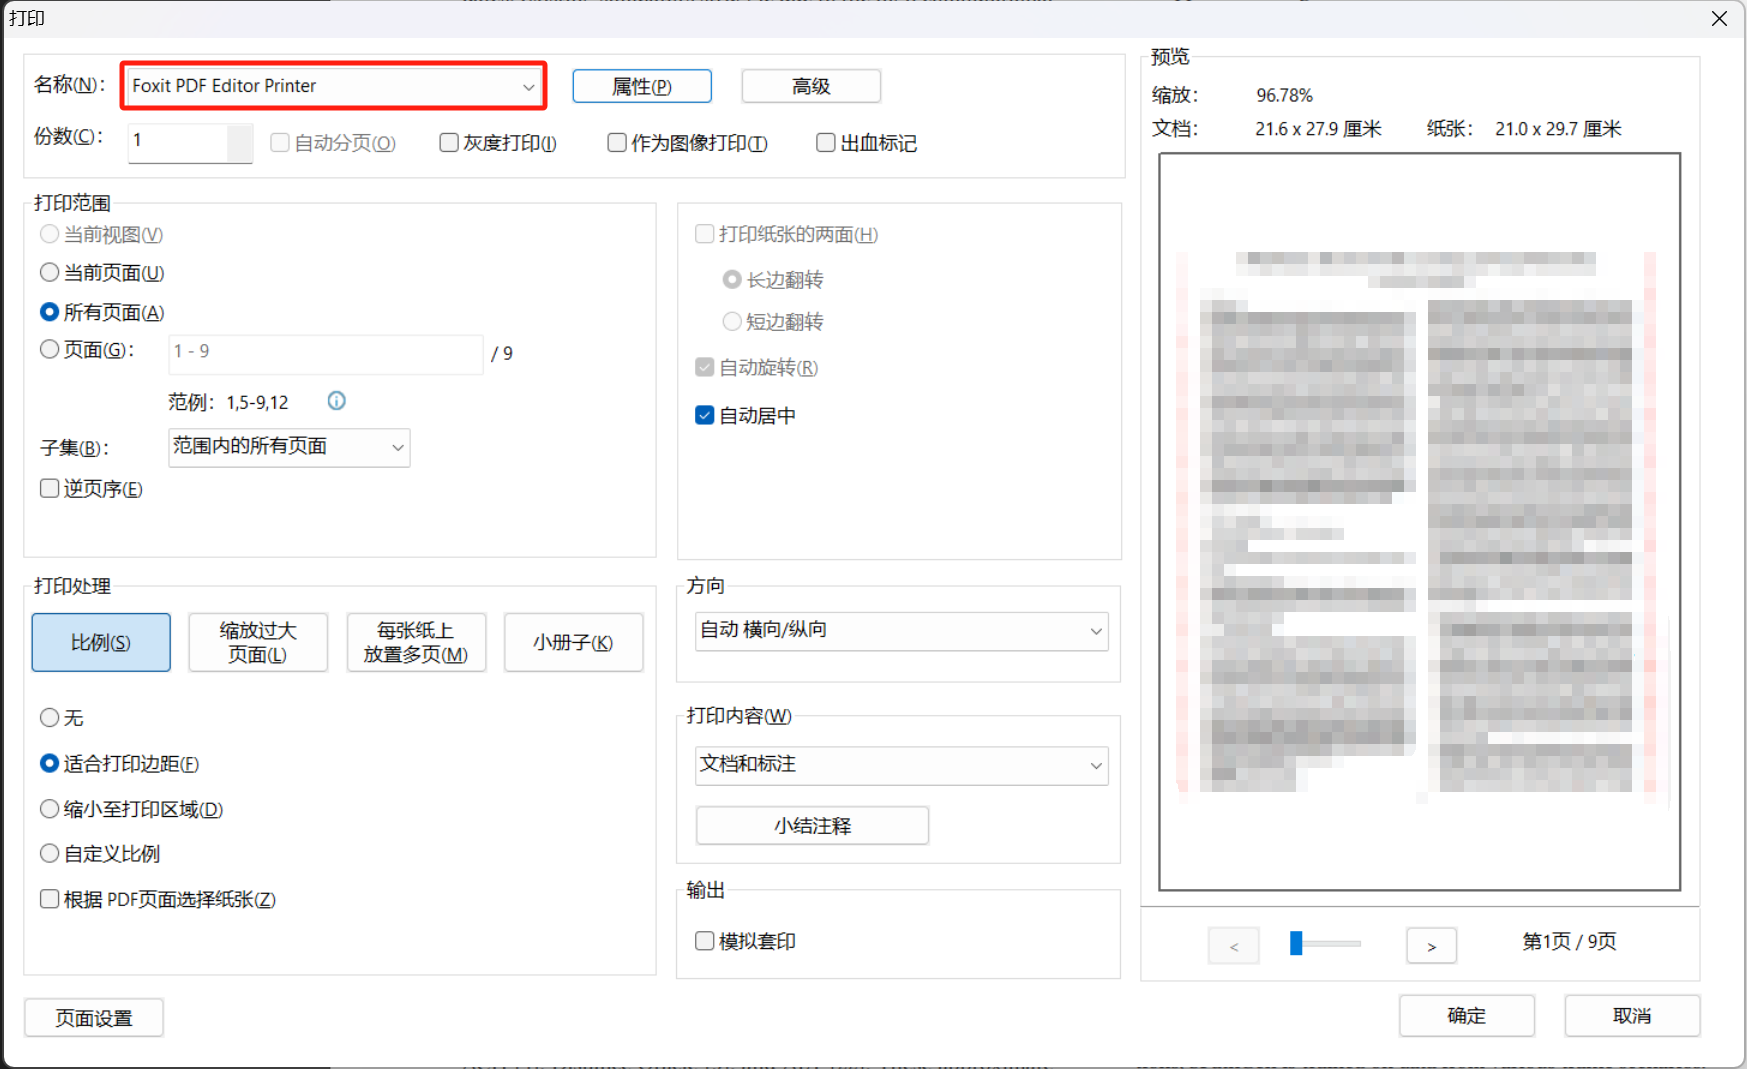 打印
名称(N): Foxit PDF Editor Printer 属性(P) 高级
份数(C): 1 自动分页(O) 灰度打印(I) 作为图像打印(T) 出血标记
打印范围
当前视图(V)
当前页面(U)
所有页面(A)
页面(G): 1 - 9 / 9
范例: 1,5-9,12
子集(B): 范围内的所有页面
逆页序(E)
打印纸张的两面(H)
长边翻转
短边翻转
自动旋转(R)
自动居中
打印处理
比例(S) 缩放过大页面(L) 每张纸上放置多页(M) 小册子(K)
无
适合打印边距(F)
缩小至打印区域(D)
自定义比例
根据 PDF页面选择纸张(Z)
方向
自动 横向/纵向
打印内容(W)
文档和标注
小结注释
输出
模拟套印
预览
缩放: 96.78%
文档: 21.6 x 27.9 厘米 纸张: 21.0 x 29.7 厘米
< > 第1页 / 9页
页面设置 确定 取消